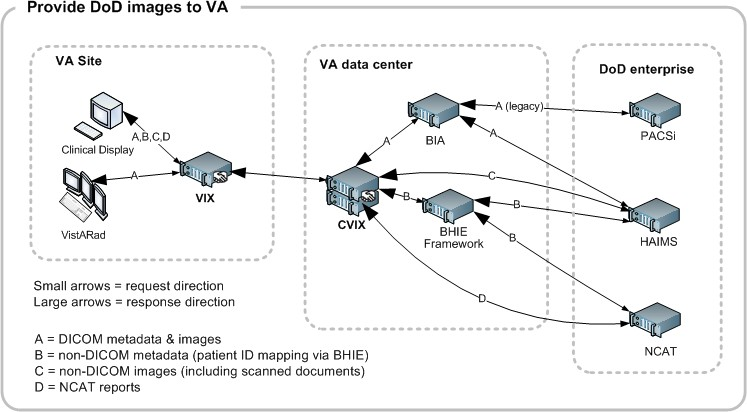 Provide DoD images to VA
VA Site
VA data center
DoD enterprise
Clinical Display
A,B,C,D
A
VistARad
VIX
A
BIA
A (legacy)
PACSi
A
C
CVIX
B
BHIE
Framework
B
HAIMS
B
D
NCAT
Small arrows = request direction
Large arrows = response direction
A = DICOM metadata & images
B = non-DICOM metadata (patient ID mapping via BHIE)
C = non-DICOM images (including scanned documents)
D = NCAT reports